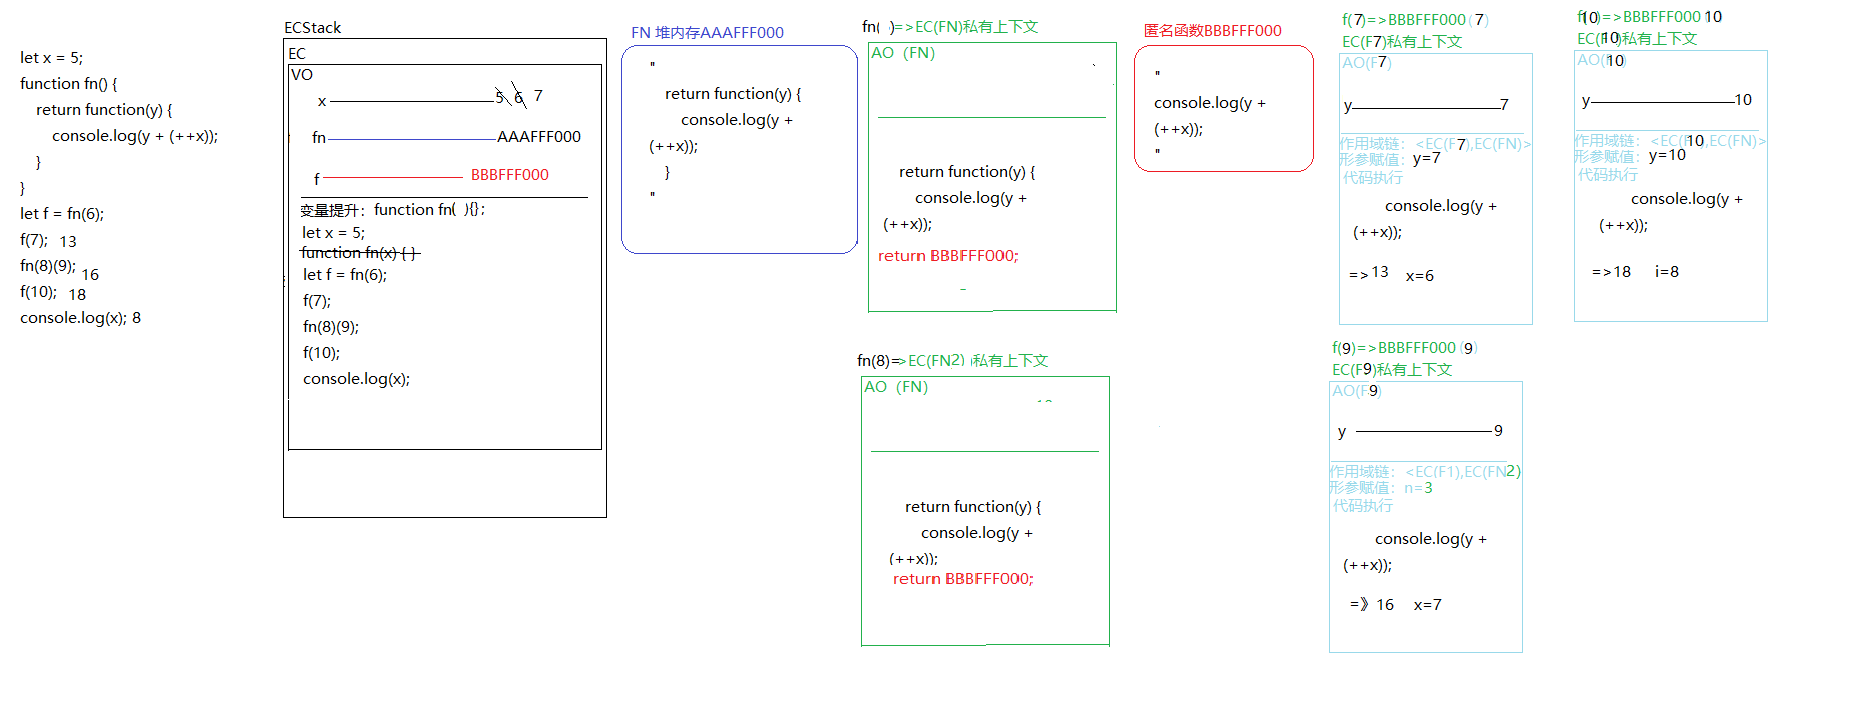 let x = 5;
function fn() {
return function(y) {
console.log(y + (++x));
}
}
let f = fn(6);
f(7); 13
fn(8)(9); 16
f(10); 18
console.log(x); 8
ECStack
EC
VO
x 5 6 7
fn AAAFFF000
f BBBFFF000
变量提升：function fn( ){};
let x = 5;
function fn(x) { }
let f = fn(6);
f(7);
fn(8)(9);
f(10);
console.log(x);
FN 堆内存AAAFFF000
"
return function(y) {
console.log(y +
(++x));
}
"
fn( )=>EC(FN)私有上下文
AO（FN）
return function(y) {
console.log(y +
(++x));
return BBBFFF000;
fn(8)=>EC(FN2) 私有上下文
AO（FN）
return function(y) {
console.log(y +
(++x));
return BBBFFF000;
匿名函数BBBFFF000
"
console.log(y +
(++x));
"
f(7)=>BBBFFF000 (7)
EC(F7)私有上下文
AO(F7)
y 7
作用域链：<EC(F7),EC(FN)>
形参赋值：y=7
代码执行
console.log(y +
(++x));
=>13 x=6
f(10)=>BBBFFF000 10
EC(F10)私有上下文
AO(F10)
y 10
作用域链：<EC(F10),EC(FN)>
形参赋值：y=10
代码执行
console.log(y +
(++x));
=>18 i=8
f(9)=>BBBFFF000 (9)
EC(F9)私有上下文
AO(F9)
y 9
作用域链：<EC(F1),EC(FN2)
形参赋值：n=3
代码执行
console.log(y +
(++x));
=》16 x=7